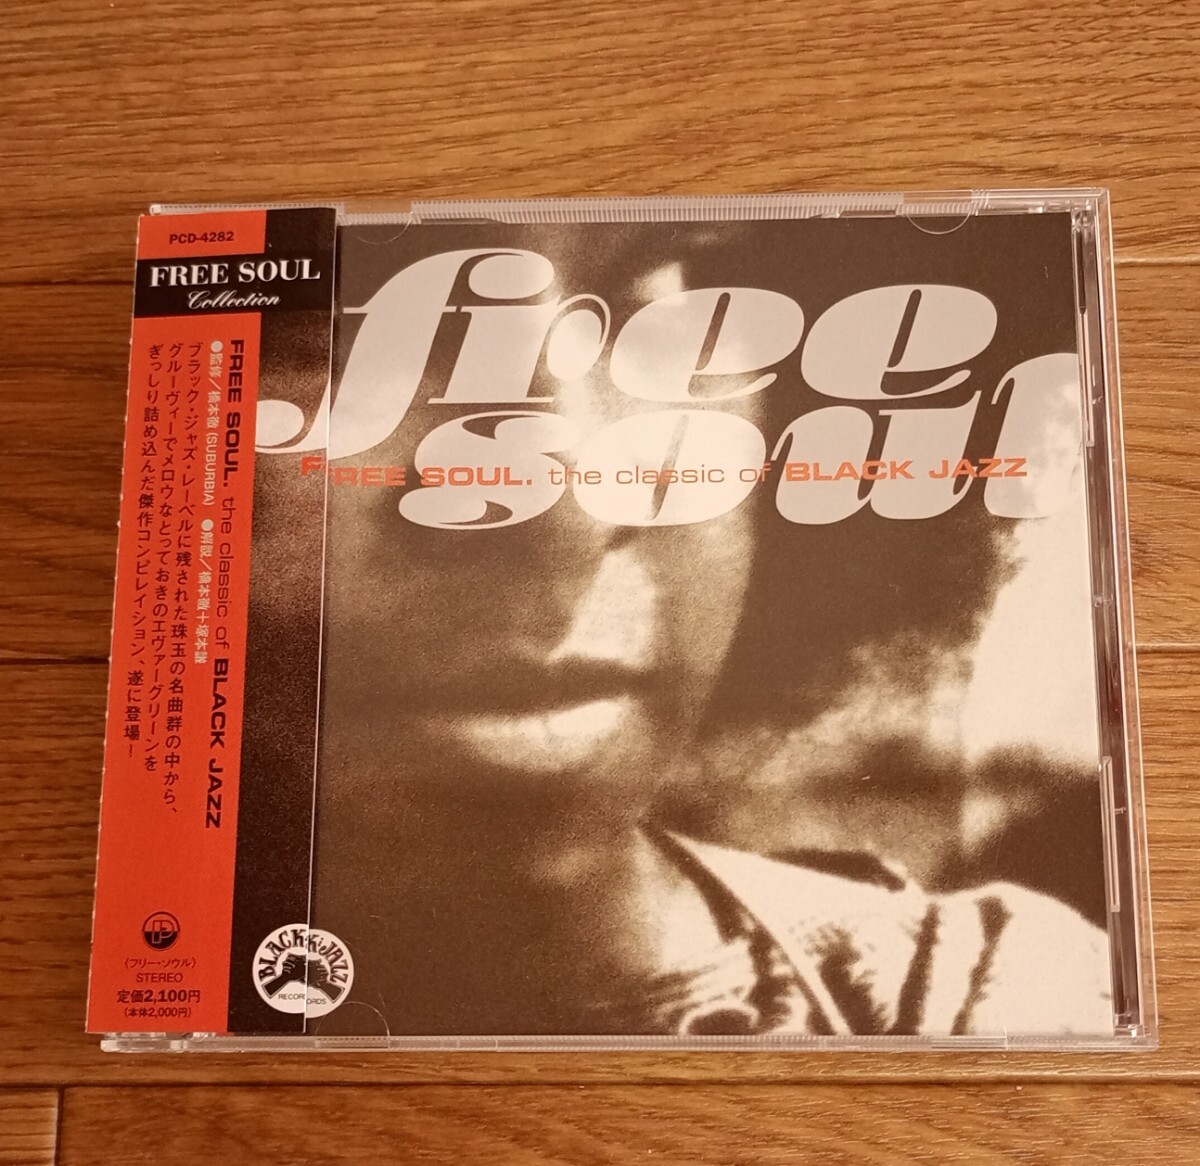 PCD-4282
FREE SOUL
Collection
FREE SOUL. the classic of BLACK JAZZ
●監修/橋本徹(SUBURBIA) ●解説/橋本徹+塚本謙
ブラック・ジャズ・レーベルに残された珠玉の名曲群の中から、
グルーヴィーでメロウなとっておきのエヴァーグリーンを
ぎっしり詰め込んだ傑作コンピレイション、遂に登場!
P
(フリー・ソウル)
STEREO
定価2,100円
(本体2,000円)
free
soul
FREE SOUL. the classic of BLACK JAZZ
BLACK JAZZ
RECORDS